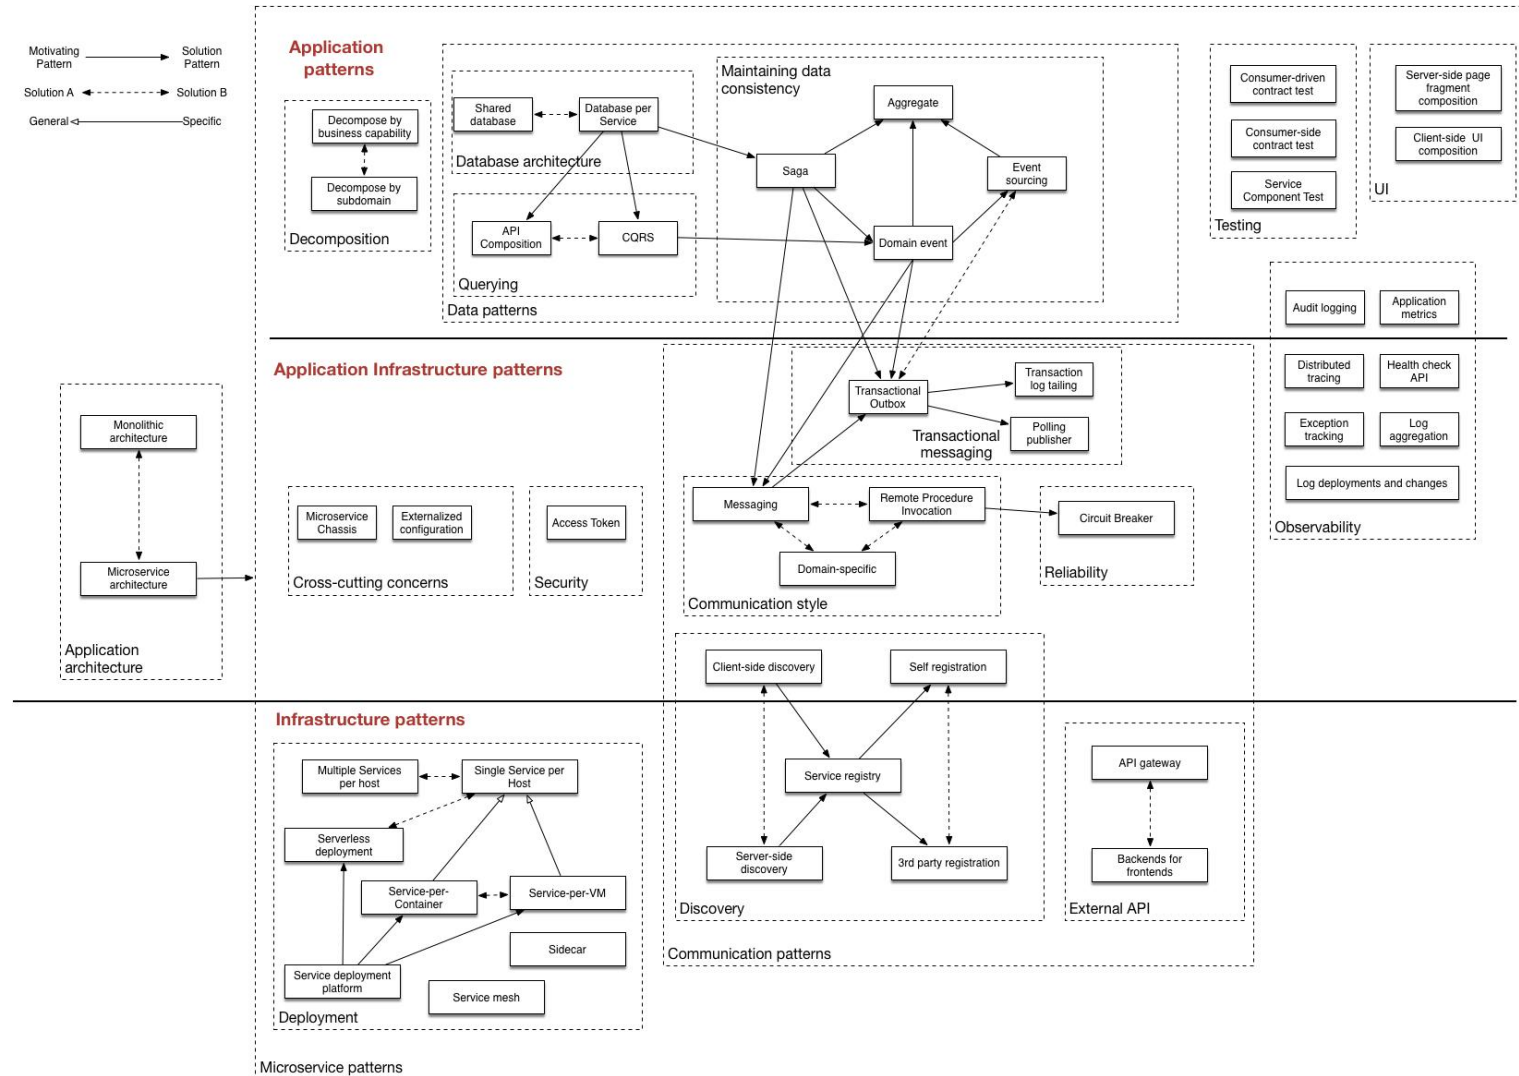 Motivating
Pattern
Solution
Pattern
Solution A
Solution B
General
Specific
Application
patterns
Decompose by
business capability
Decompose by
subdomain
Decomposition
Shared
database
Database per
Service
Database architecture
API
Composition
CQRS
Querying
Data patterns
Maintaining data
consistency
Aggregate
Saga
Event
sourcing
Domain event
Consumer-driven
contract test
Consumer-side
contract test
Service
Component Test
Testing
Server-side page
fragment
composition
Client-side UI
composition
UI
Audit logging
Application
metrics
Distributed
tracing
Health check
API
Exception
tracking
Log
aggregation
Log deployments and changes
Observability
Application Infrastructure patterns
Monolithic
architecture
Microservice
architecture
Application
architecture
Microservice
Chassis
Externalized
configuration
Cross-cutting concerns
Access Token
Security
Transactional
Outbox
Transaction
log tailing
Polling
publisher
Transactional
messaging
Messaging
Remote Procedure
Invocation
Domain-specific
Communication style
Circuit Breaker
Reliability
Client-side discovery
Self registration
Service registry
Server-side
discovery
3rd party registration
Discovery
API gateway
Backends for
frontends
External API
Communication patterns
Infrastructure patterns
Multiple Services
per host
Single Service per
Host
Serverless
deployment
Service-per-
Container
Service-per-VM
Sidecar
Service deployment
platform
Service mesh
Deployment
Microservice patterns